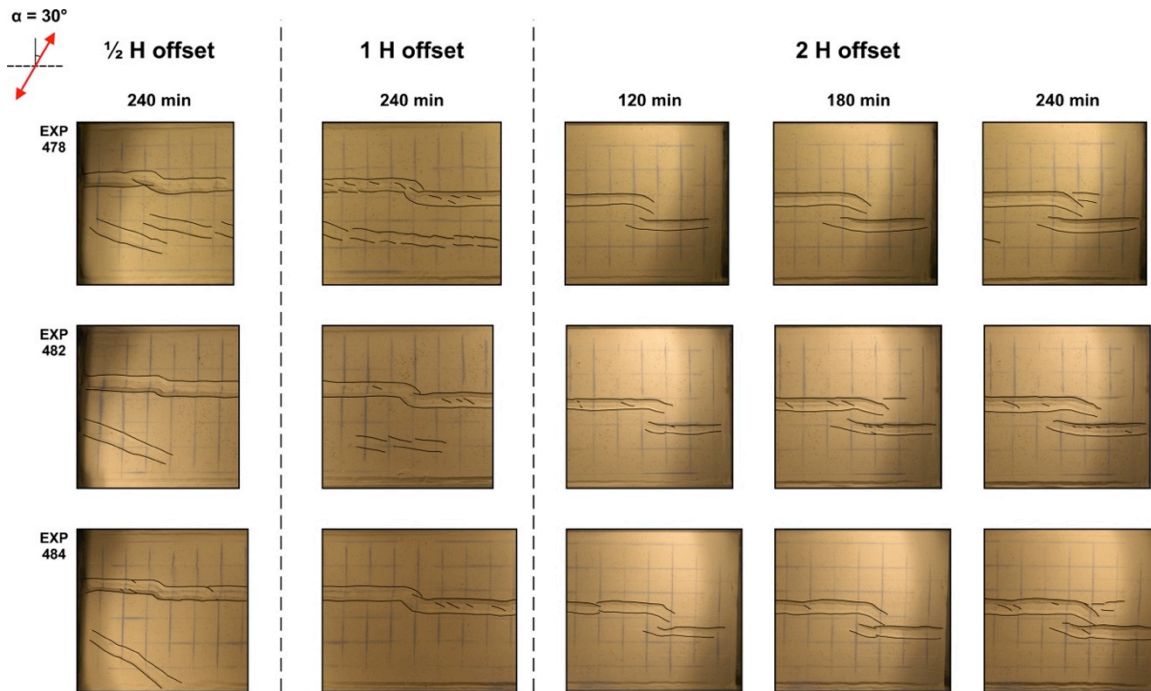 α = 30°
½ H offset
1 H offset
2 H offset
240 min
240 min
120 min
180 min
240 min
EXP
478
EXP
482
EXP
484